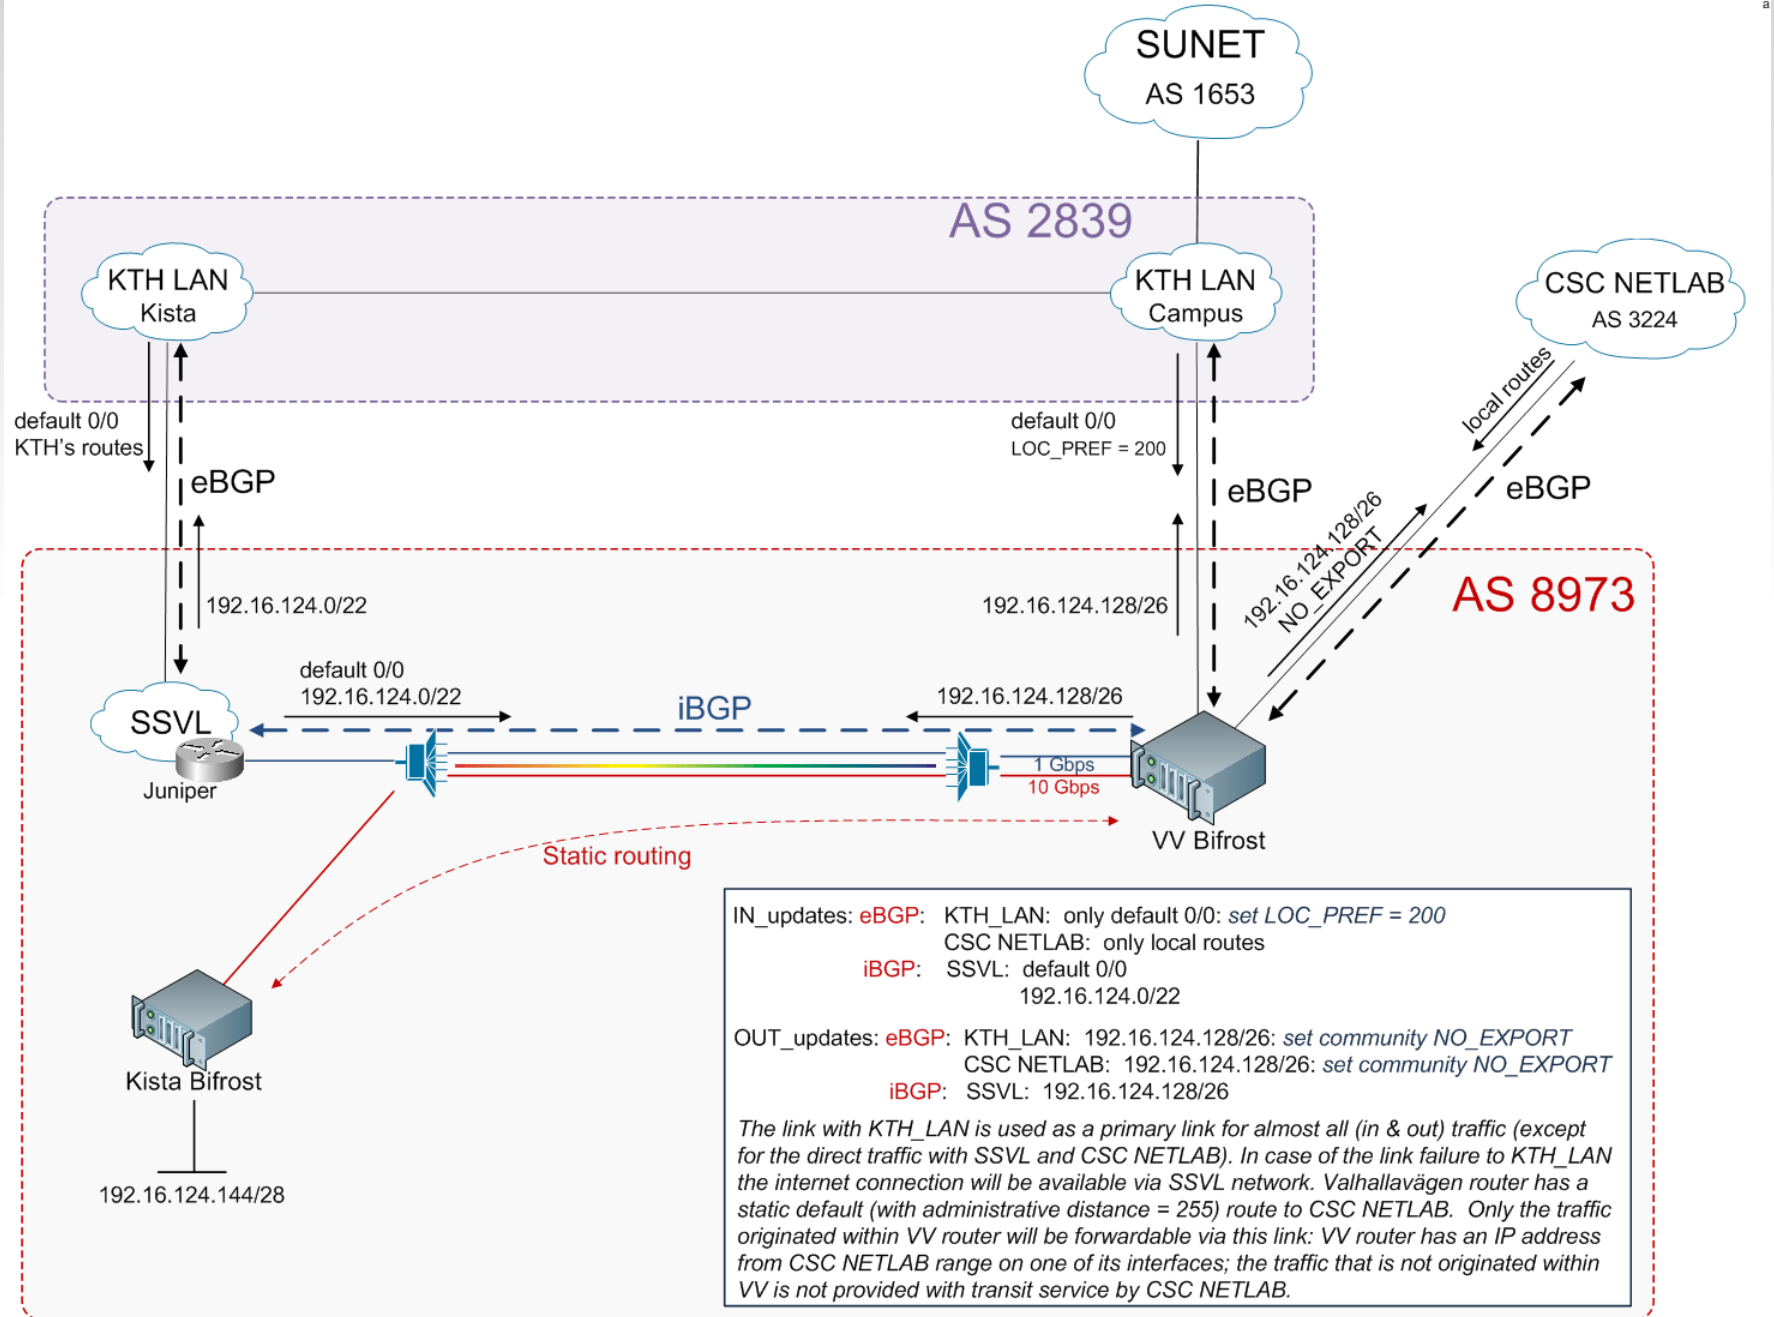 a
SUNET
AS 1653
AS 2839
KTH LAN
Kista
KTH LAN
Campus
CSC NETLAB
AS 3224
default 0/0
KTH's routes
eBGP
default 0/0
LOC_PREF = 200
eBGP
local routes
eBGP
192.16.124.128/26
NO_EXPORT
AS 8973
192.16.124.0/22
192.16.124.128/26
default 0/0
192.16.124.0/22
iBGP
192.16.124.128/26
SSVL
Juniper
1 Gbps
10 Gbps
VV Bifrost
Static routing
Kista Bifrost
192.16.124.144/28
IN_updates: eBGP: KTH_LAN: only default 0/0: set LOC_PREF = 200
CSC NETLAB: only local routes
iBGP: SSVL: default 0/0
192.16.124.0/22
OUT_updates: eBGP: KTH_LAN: 192.16.124.128/26: set community NO_EXPORT
CSC NETLAB: 192.16.124.128/26: set community NO_EXPORT
iBGP: SSVL: 192.16.124.128/26
The link with KTH_LAN is used as a primary link for almost all (in & out) traffic (except
for the direct traffic with SSVL and CSC NETLAB). In case of the link failure to KTH_LAN
the internet connection will be available via SSVL network. Valhallavägen router has a
static default (with administrative distance = 255) route to CSC NETLAB. Only the traffic
originated within VV router will be forwardable via this link: VV router has an IP address
from CSC NETLAB range on one of its interfaces; the traffic that is not originated within
VV is not provided with transit service by CSC NETLAB.